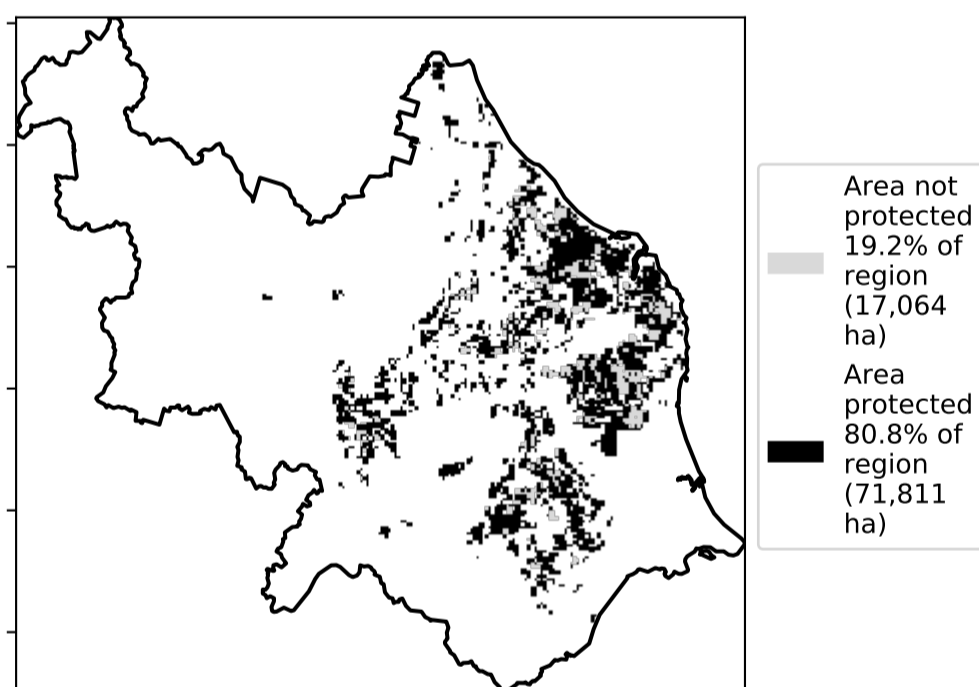 Area not
protected
19.2% of
region
(17,064
ha)
Area
protected
80.8% of
region
(71,811
ha)